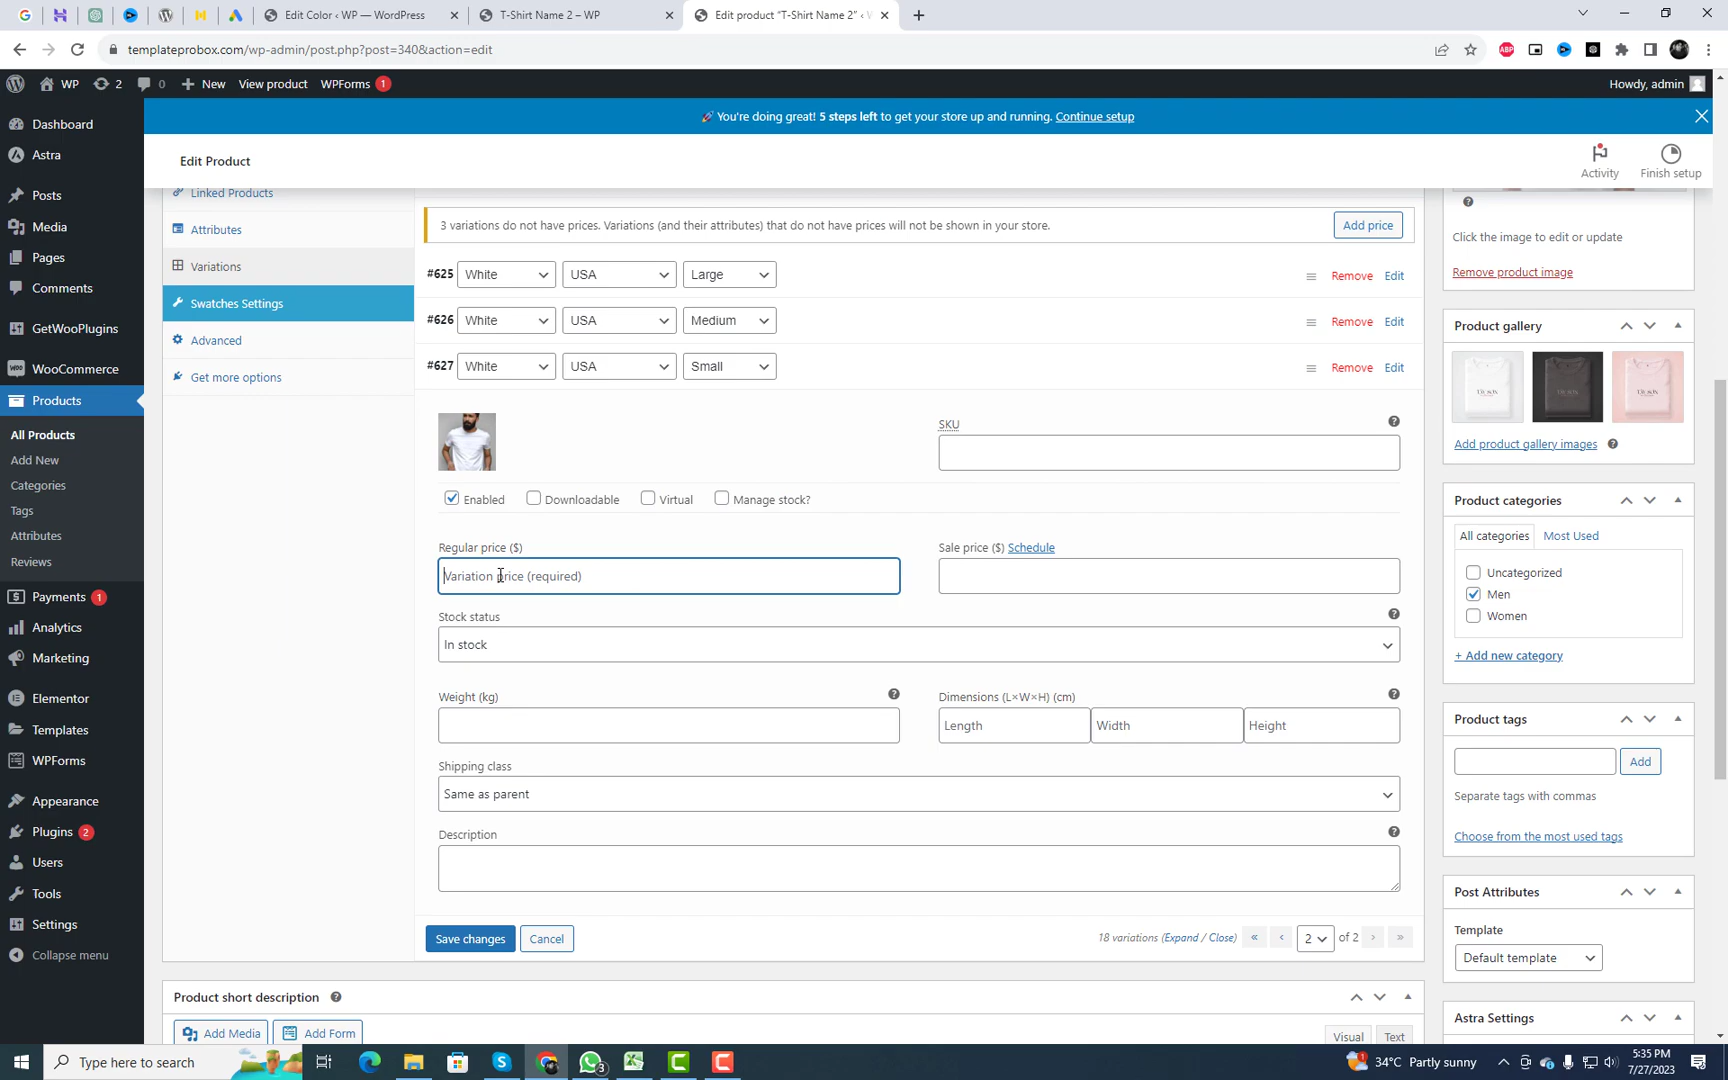 Edit Color ‹ WP — WordPress
T-Shirt Name 2 – WP
Edit product “T-Shirt Name 2” ‹
templateprobox.com/wp-admin/post.php?post=340&action=edit
ABP
WP
2
0
New
View product
WPForms 1
Howdy, admin
🚀 You're doing great! 5 steps left to get your store up and running. Continue setup
Edit Product
Activity
Finish setup
Dashboard
Astra
Posts
Media
Pages
Comments
GetWooPlugins
WooCommerce
Products
All Products
Add New
Categories
Tags
Attributes
Reviews
Payments 1
Analytics
Marketing
Elementor
Templates
WPForms
Appearance
Plugins 2
Users
Tools
Settings
Collapse menu
Linked Products
Attributes
Variations
Swatches Settings
Advanced
Get more options
3 variations do not have prices. Variations (and their attributes) that do not have prices will not be shown in your store.
Add price
#625 White USA Large Remove Edit
#626 White USA Medium Remove Edit
#627 White USA Small Remove Edit
SKU
Enabled Downloadable Virtual Manage stock?
Regular price ($)
Variation price (required)
Sale price ($) Schedule
Stock status
In stock
Weight (kg)
Dimensions (L×W×H) (cm)
Length Width Height
Shipping class
Same as parent
Description
Save changes
Cancel
18 variations (Expand / Close) « ‹ 2 of 2 › »
Product short description
Add Media
Add Form
Visual
Text
Click the image to edit or update
Remove product image
Product gallery
Add product gallery images
Product categories
All categories
Most Used
Uncategorized
Men
Women
+ Add new category
Product tags
Add
Separate tags with commas
Choose from the most used tags
Post Attributes
Template
Default template
Astra Settings
Type here to search
3
34°C Partly sunny
5:35 PM
7/27/2023